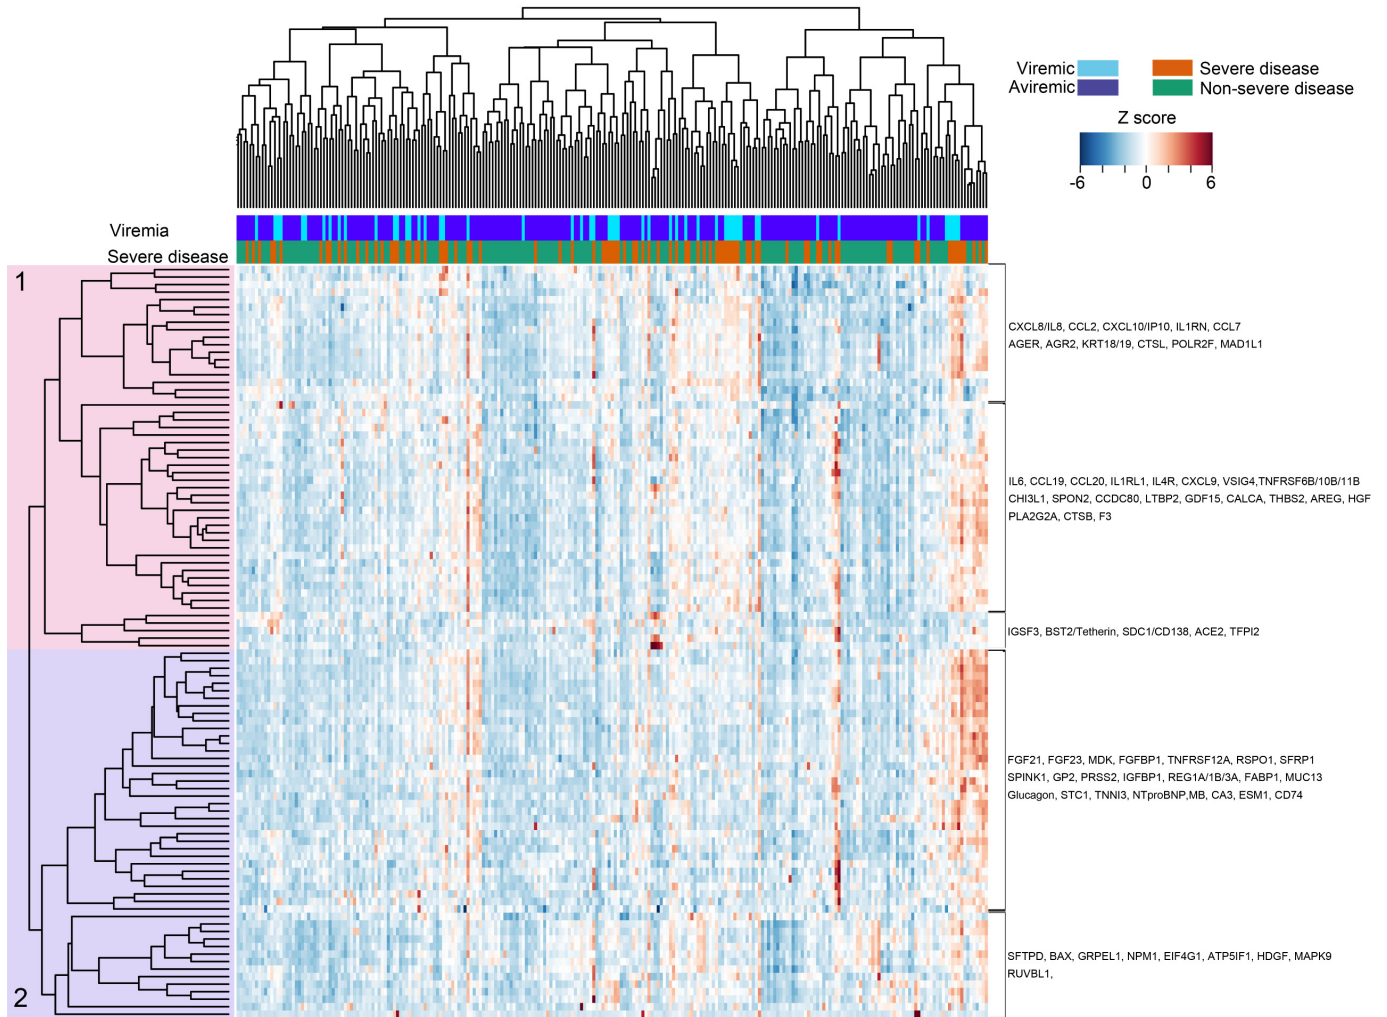 Viremic
Severe disease
Aviremic
Non-severe disease
Z score
-6 0 6
Viremia
Severe disease
1
CXCL8/IL8, CCL2, CXCL10/IP10, IL1RN, CCL7
AGER, AGR2, KRT18/19, CTSL, POLR2F, MAD1L1
IL6, CCL19, CCL20, IL1RL1, IL4R, CXCL9, VSIG4,TNFRSF6B/10B/11B
CHI3L1, SPON2, CCDC80, LTBP2, GDF15, CALCA, THBS2, AREG, HGF
PLA2G2A, CTSB, F3
IGSF3, BST2/Tetherin, SDC1/CD138, ACE2, TFPI2
FGF21, FGF23, MDK, FGFBP1, TNFRSF12A, RSPO1, SFRP1
SPINK1, GP2, PRSS2, IGFBP1, REG1A/1B/3A, FABP1, MUC13
Glucagon, STC1, TNNI3, NTproBNP,MB, CA3, ESM1, CD74
SFTPD, BAX, GRPEL1, NPM1, EIF4G1, ATP5IF1, HDGF, MAPK9
RUVBL1,
2